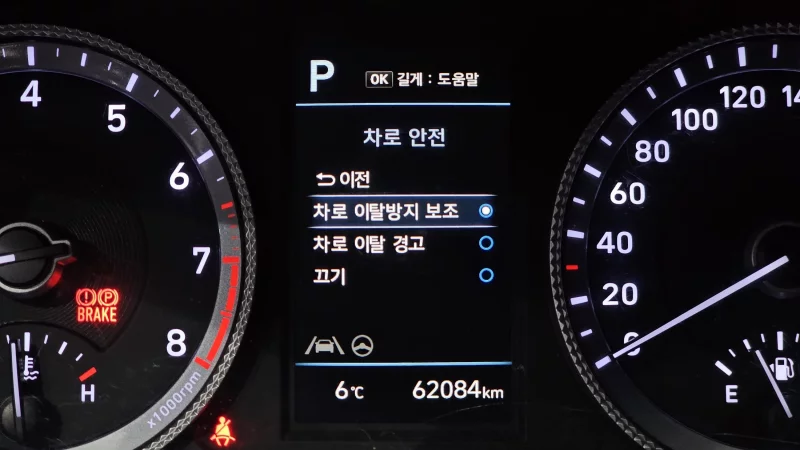 P
OK 길게 : 도움말
차로 안전
이전
차로 이탈방지 보조
차로 이탈 경고
끄기
6℃ 62084km
4
5
6
7
8
x1000rpm
P
BRAKE
H
0
20
40
60
80
100
120
14
E